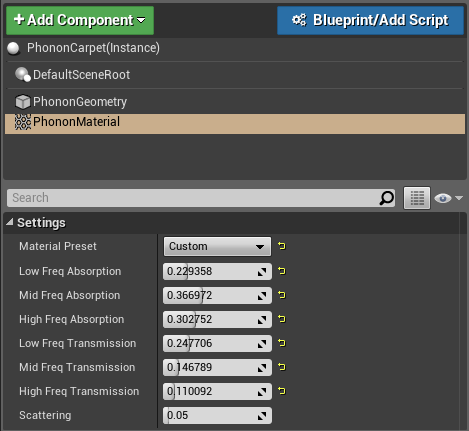 + Add Component
Blueprint/Add Script
PhononCarpet(Instance)
DefaultSceneRoot
PhononGeometry
PhononMaterial
Search
Settings
Material Preset Custom
Low Freq Absorption 0.229358
Mid Freq Absorption 0.366972
High Freq Absorption 0.302752
Low Freq Transmission 0.247706
Mid Freq Transmission 0.146789
High Freq Transmission 0.110092
Scattering 0.05